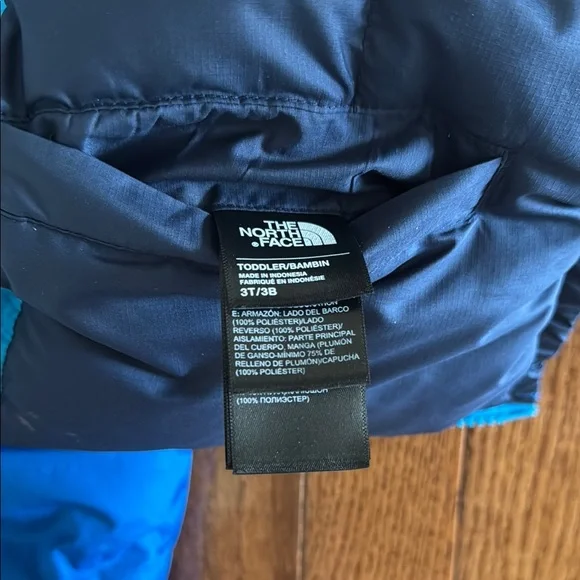 THE
NORTH
FACE
TODDLER/BAMBIN
MADE IN INDONESIA
FABRIQUÉ EN INDONÉSIE
3T/3B
E: ARMAZÓN: LADO DEL BARCO
(100% POLIÉSTER)/LADO
REVERSO (100% POLIÉSTER)/
AISLAMIENTO: PARTE PRINCIPAL
DEL CUERPO, MANGA (PLUMÓN
DE GANSO-MÍNIMO 75% DE
RELLENO DE PLUMÓN)/CAPUCHA
(100% POLIÉSTER)
(100% ПОЛИЭСТЕР)